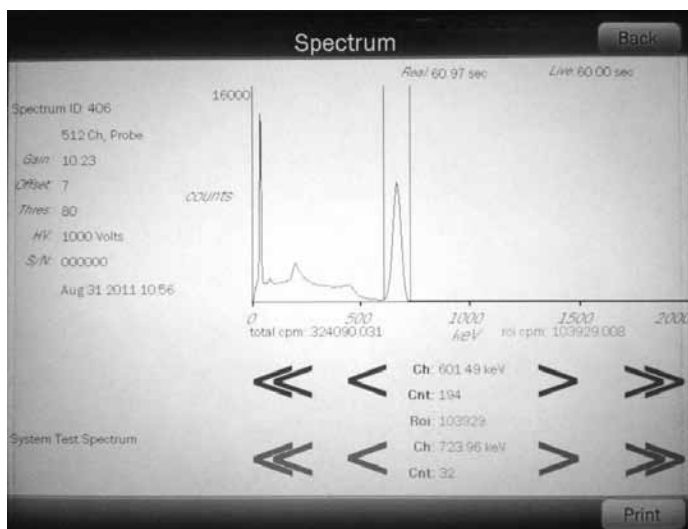 Spectrum
Back
Real: 60.97 sec
Live: 60.00 sec
Spectrum ID: 406
512 Ch, Probe
Gain: 10.23
Offset: 7
Thres: 80
HV: 1000 Volts
S/N: 000000
Aug 31 2011 10:56
16000
counts
0
500
1000
1500
2000
keV
total cpm: 324090.031
roi cpm: 103929.008
Ch: 601.49 keV
Cnt: 194
Roi: 103929
Ch: 723.96 keV
Cnt: 32
System Test Spectrum
Print